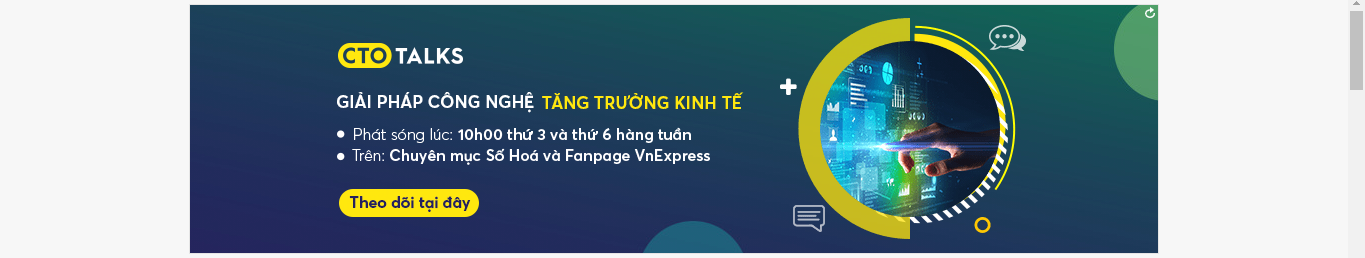 CTO TALKS
GIẢI PHÁP CÔNG NGHỆ TĂNG TRƯỞNG KINH TẾ
Phát sóng lúc: 10h00 thứ 3 và thứ 6 hàng tuần
Trên: Chuyên mục Số Hoá và Fanpage VnExpress
Theo dõi tại đây